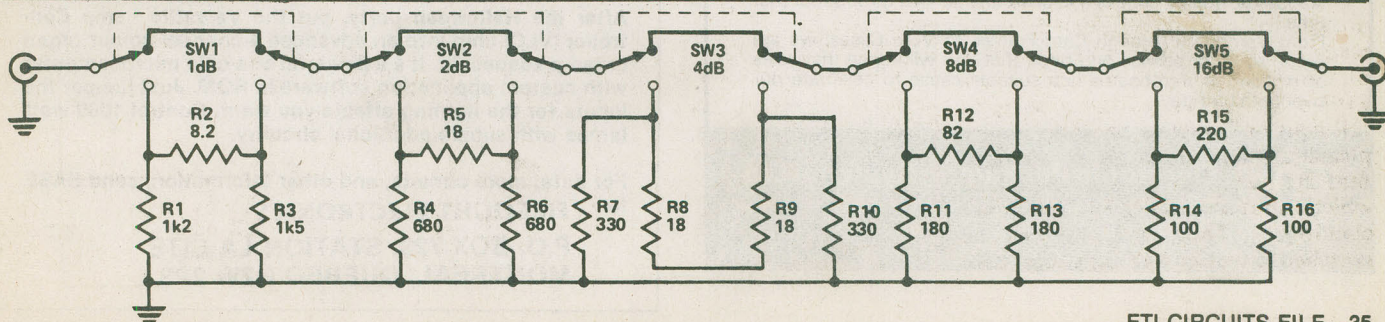 SW1
1dB
SW2
2dB
SW3
4dB
SW4
8dB
SW5
16dB
R2
8.2
R5
18
R12
82
R15
220
R1
1k2
R3
1k5
R4
680
R6
680
R7
330
R8
18
R9
18
R10
330
R11
180
R13
180
R14
100
R16
100
ETI CIRCUITS FILE 35